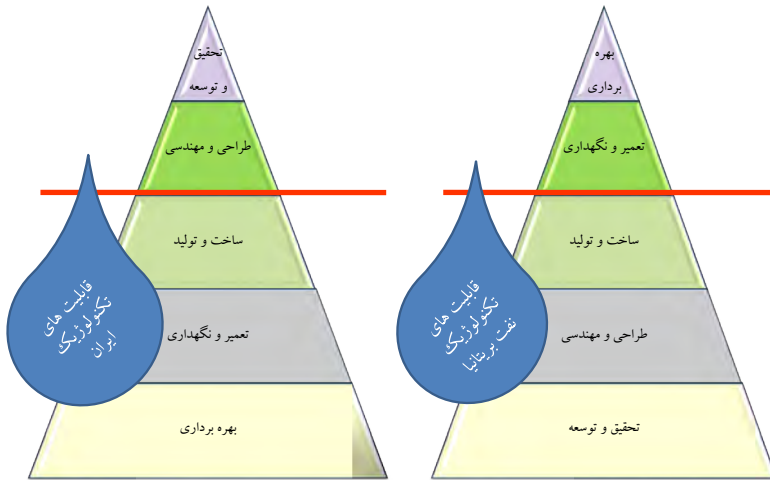 تحقیق
و توسعه
طراحی و مهندسی
ساخت و تولید
تعمیر و نگهداری
بهره برداری
قابلیت های
تکنولوژیک
ایران
بهره
برداری
تعمیر و نگهداری
ساخت و تولید
طراحی و مهندسی
تحقیق و توسعه
قابلیت های
تکنولوژیک
نفت بریتانیا